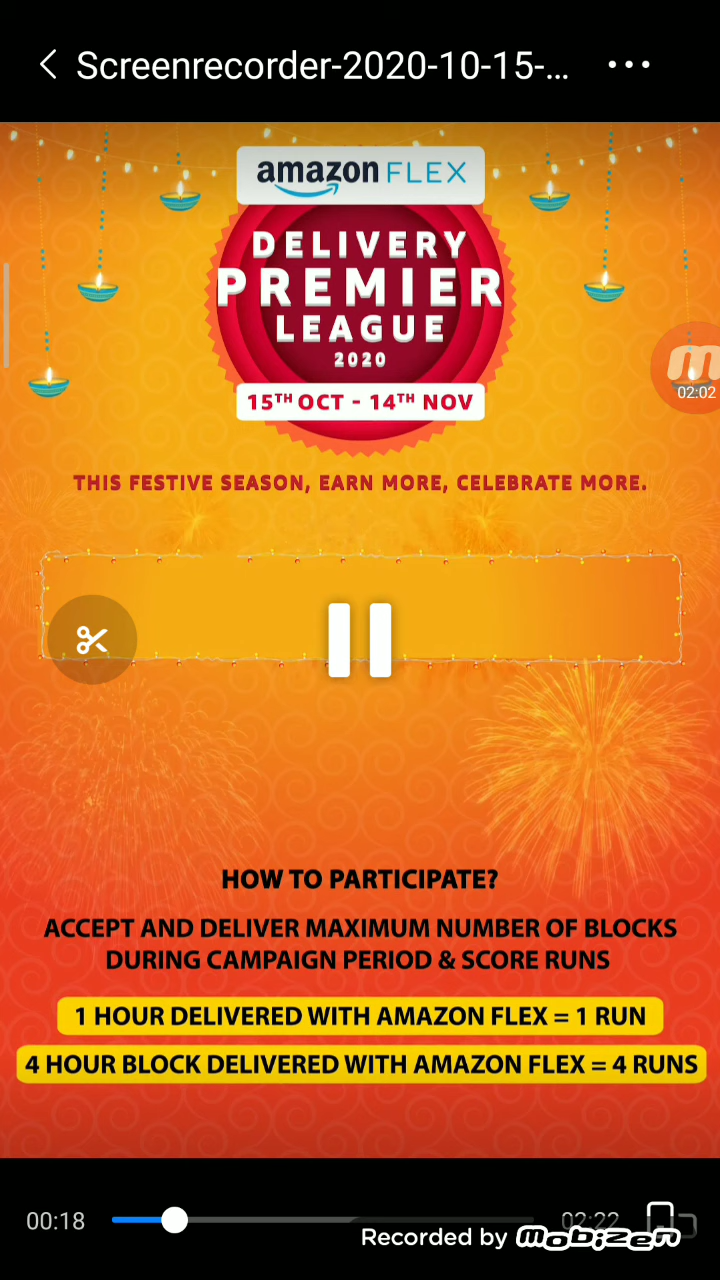 Screenrecorder-2020-10-15-...
amazon FLEX
DELIVERY
PREMIER
LEAGUE
2020
15TH OCT - 14TH NOV
02:02
THIS FESTIVE SEASON, EARN MORE, CELEBRATE MORE.
HOW TO PARTICIPATE?
ACCEPT AND DELIVER MAXIMUM NUMBER OF BLOCKS
DURING CAMPAIGN PERIOD & SCORE RUNS
1 HOUR DELIVERED WITH AMAZON FLEX = 1 RUN
4 HOUR BLOCK DELIVERED WITH AMAZON FLEX = 4 RUNS
00:18
02:22
Recorded by mobizen